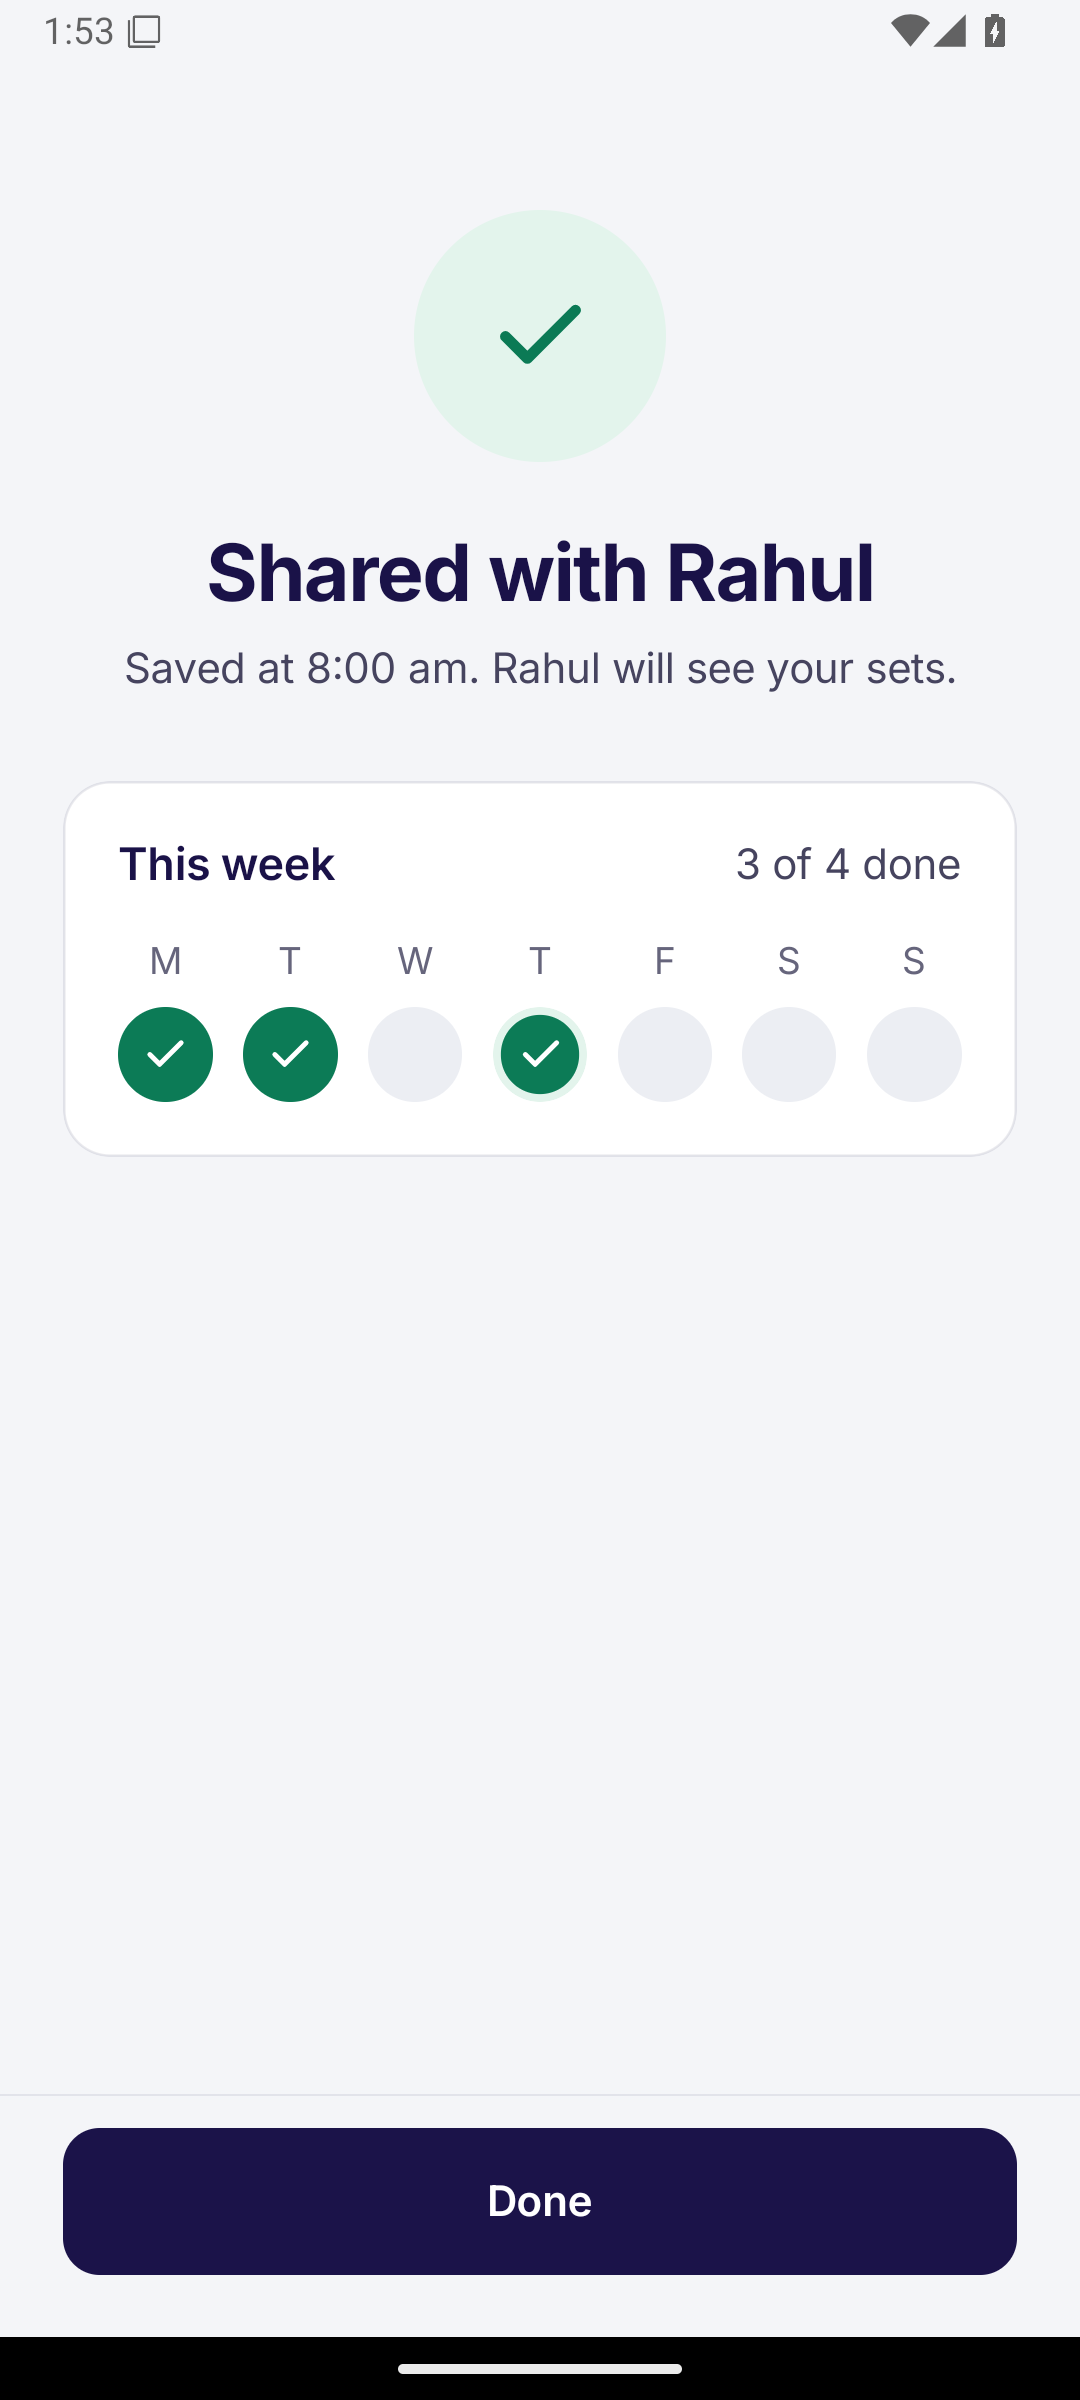 1:53
Shared with Rahul
Saved at 8:00 am. Rahul will see your sets.
This week
3 of 4 done
M T W T F S S
Done